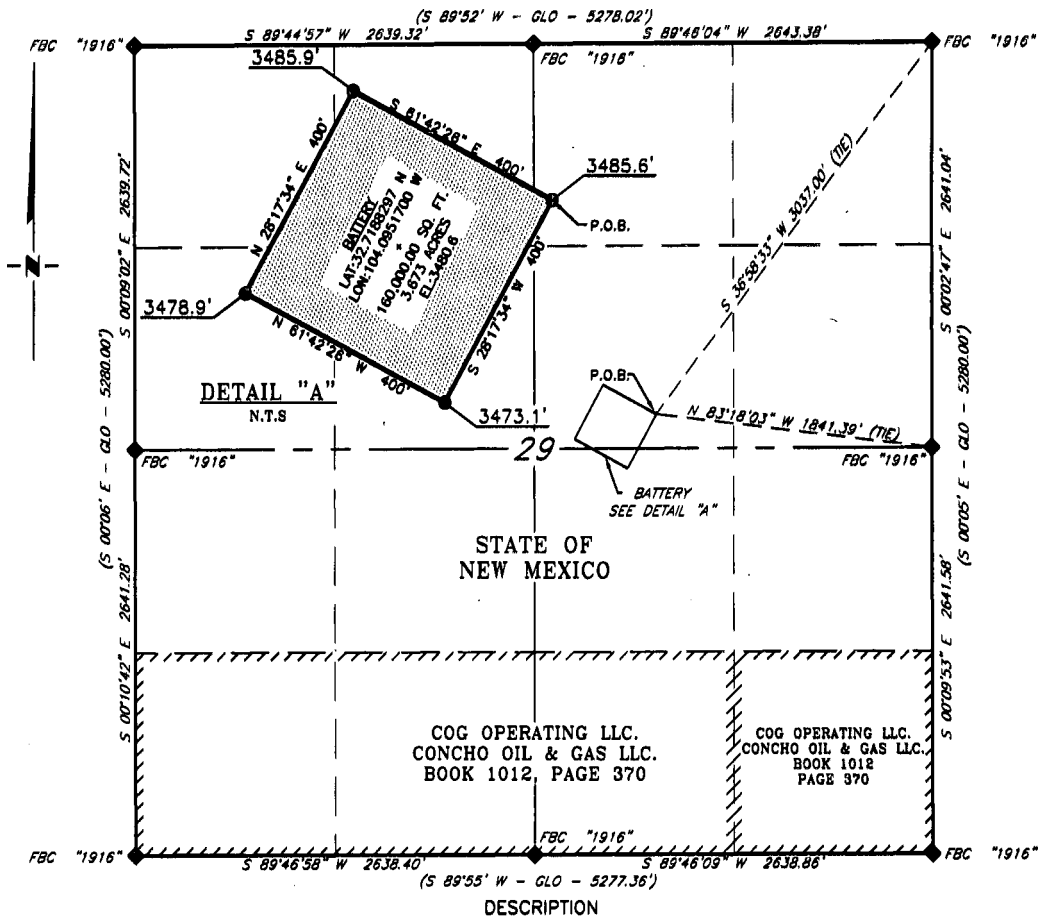 (S 89°52' W - GLO - 5278.02')
S 89°44'57" W 2639.32'
S 89°46'04" W 2643.38'
FBC "1916"
FBC "1916"
FBC "1916"
3485.9'
S 61°42'26" E 400'
3485.6'
P.O.B.
N 28°17'34" E 400'
BATTERY
LAT:32.7188297 N
LON:104.0951700 W
160,000.00 SQ. FT.
3.673 ACRES
EL:3480.6
S 28°17'34" W 400'
3478.9'
N 61°42'26" W 400'
3473.1'
DETAIL "A"
N.T.S
S 00°09'02" E 2639.72'
(S 00°06' E - GLO - 5280.00')
S 00°10'42" E 2641.28'
S 36°58'33" W 3037.00' (TIE)
S 00°02'47" E 2641.04'
(S 00°05' E - GLO - 5280.00')
S 00°09'53" E 2641.58'
P.O.B.
N 83°18'03" W 1841.39' (TIE)
FBC "1916"
29
FBC "1916"
BATTERY
SEE DETAIL "A"
STATE OF
NEW MEXICO
COG OPERATING LLC.
CONCHO OIL & GAS LLC.
BOOK 1012, PAGE 370
COG OPERATING LLC.
CONCHO OIL & GAS LLC.
BOOK 1012
PAGE 370
FBC "1916"
FBC "1916"
FBC "1916"
S 89°46'58" W 2638.40'
S 89°46'09" W 2638.86'
(S 89°55' W - GLO - 5277.36')
DESCRIPTION
N